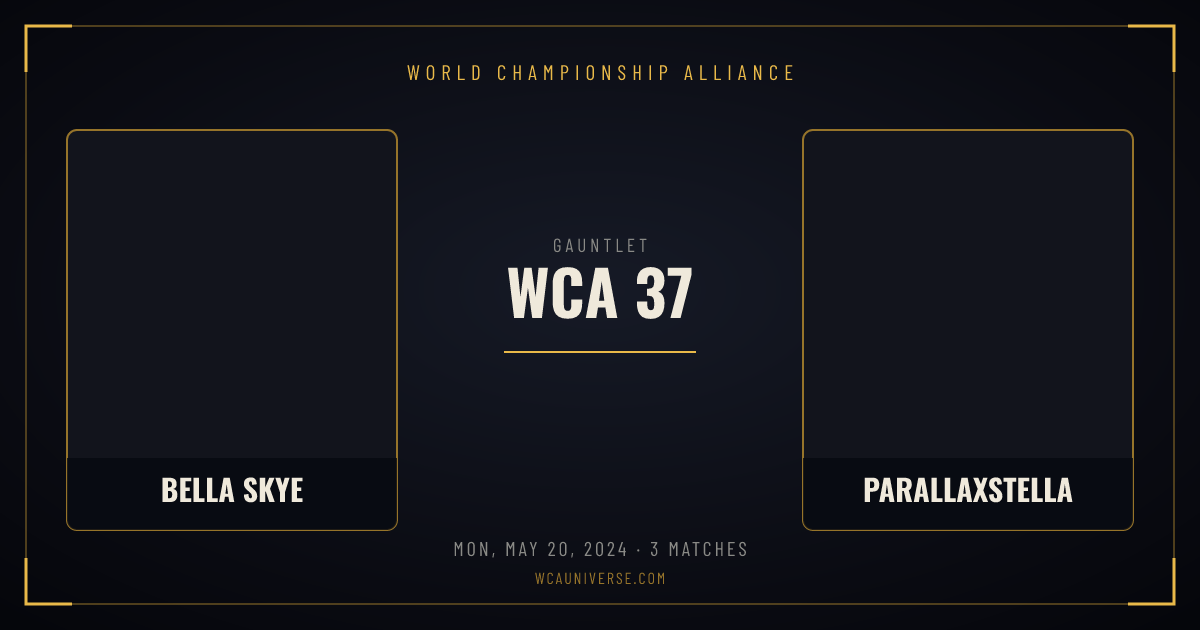 WORLD CHAMPIONSHIP ALLIANCE
GAUNTLET
WCA 37
BELLA SKYE
PARALLAXSTELLA
MON, MAY 20, 2024 · 3 MATCHES
WCAUNIVERSE.COM